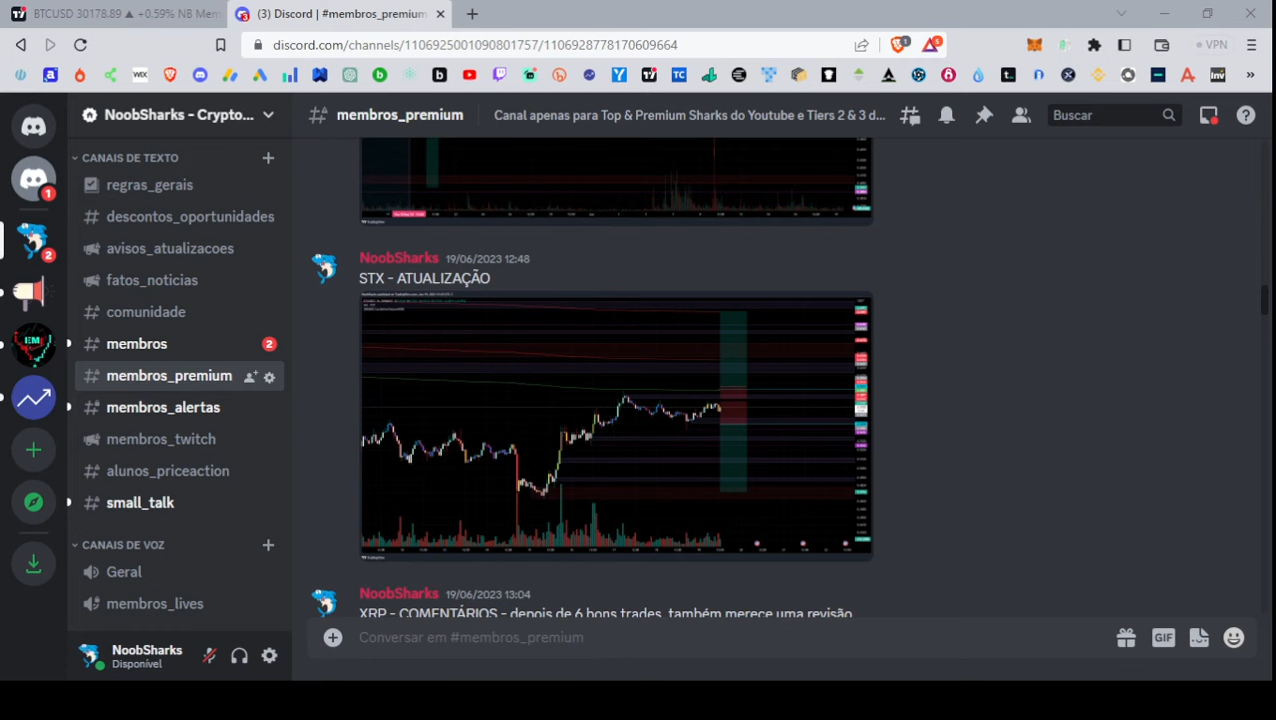 BTCUSD 30178.89 ▲ +0.59% NB Mem
(3) Discord | #membros_premium
discord.com/channels/1106925001090801757/1106928778170609664
VPN
NoobSharks - Crypto...
membros_premium
Canal apenas para Top & Premium Sharks do Youtube e Tiers 2 & 3 d...
Buscar
CANAIS DE TEXTO
regras_gerais
descontos_oportunidades
avisos_atualizacoes
fatos_noticias
comunidade
membros 2
membros_premium
membros_alertas
membros_twitch
alunos_priceaction
small_talk
CANAIS DE VOZ
Geral
membros_lives
NoobSharks
Disponível
NoobSharks 19/06/2023 12:48
STX - ATUALIZAÇÃO
NoobSharks 19/06/2023 13:04
XRP - COMENTÁRIOS - depois de 6 bons trades, também merece uma revisão
Conversar em #membros_premium
GIF